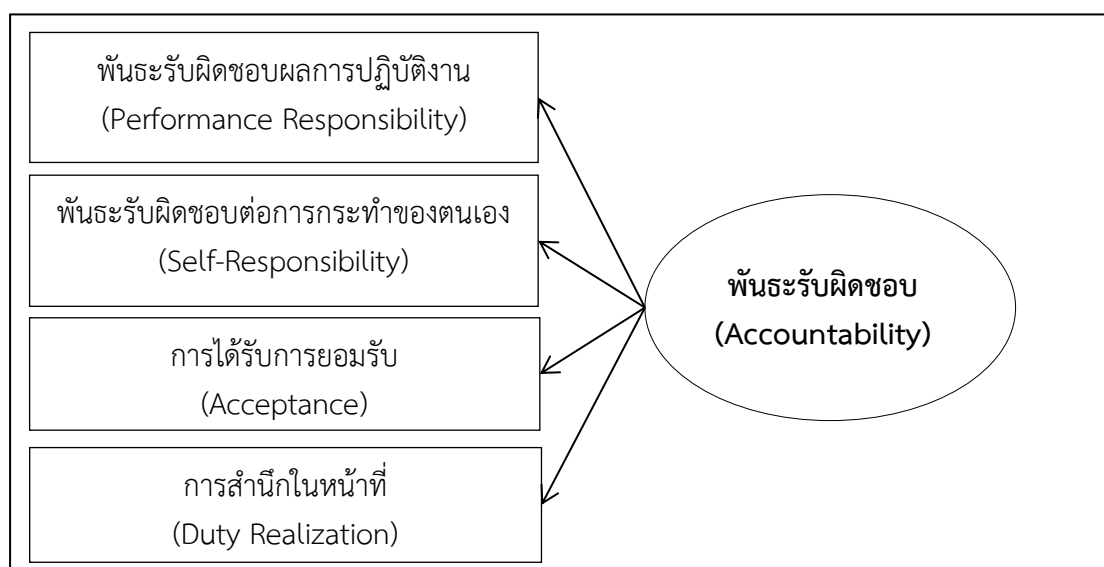 พันธะรับผิดชอบผลการปฏิบัติงาน
(Performance Responsibility)
พันธะรับผิดชอบต่อการกระทำของตนเอง
(Self-Responsibility)
การได้รับการยอมรับ
(Acceptance)
การสำนึกในหน้าที่
(Duty Realization)
พันธะรับผิดชอบ
(Accountability)